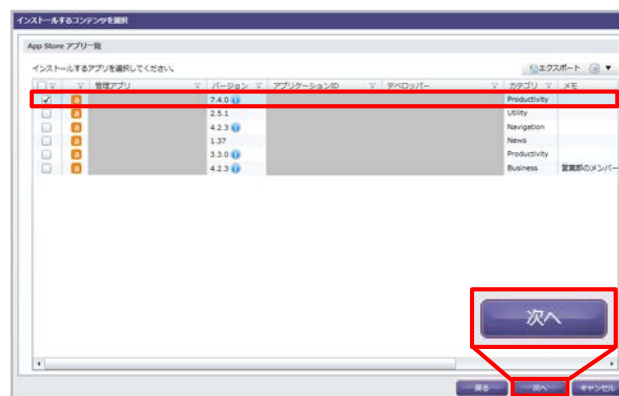 インストールするコンテンツを選択
App Store アプリ一覧
インストールするアプリを選択してください。
エクスポート
管理アプリ バージョン アプリケーションID デベロッパー カテゴリ メモ
7.4.0 Productivity
2.5.1 Utility
4.2.3 Navigation
1.37 News
3.3.0 Productivity
4.2.3 Business 営業部のメンバー
次へ
戻る 次へ キャンセル